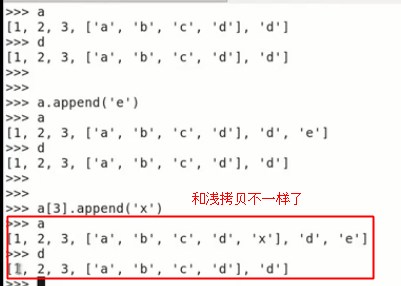 >>> a
[1, 2, 3, ['a', 'b', 'c', 'd'], 'd']
>>> d
[1, 2, 3, ['a', 'b', 'c', 'd'], 'd']
>>>
>>>
>>> a.append('e')
>>> a
[1, 2, 3, ['a', 'b', 'c', 'd'], 'd', 'e']
>>> d
[1, 2, 3, ['a', 'b', 'c', 'd'], 'd']
>>>
>>>
>>> a[3].append('x')
和浅拷贝不一样了
>>> a
[1, 2, 3, ['a', 'b', 'c', 'd', 'x'], 'd', 'e']
>>> d
[1, 2, 3, ['a', 'b', 'c', 'd'], 'd']
>>>